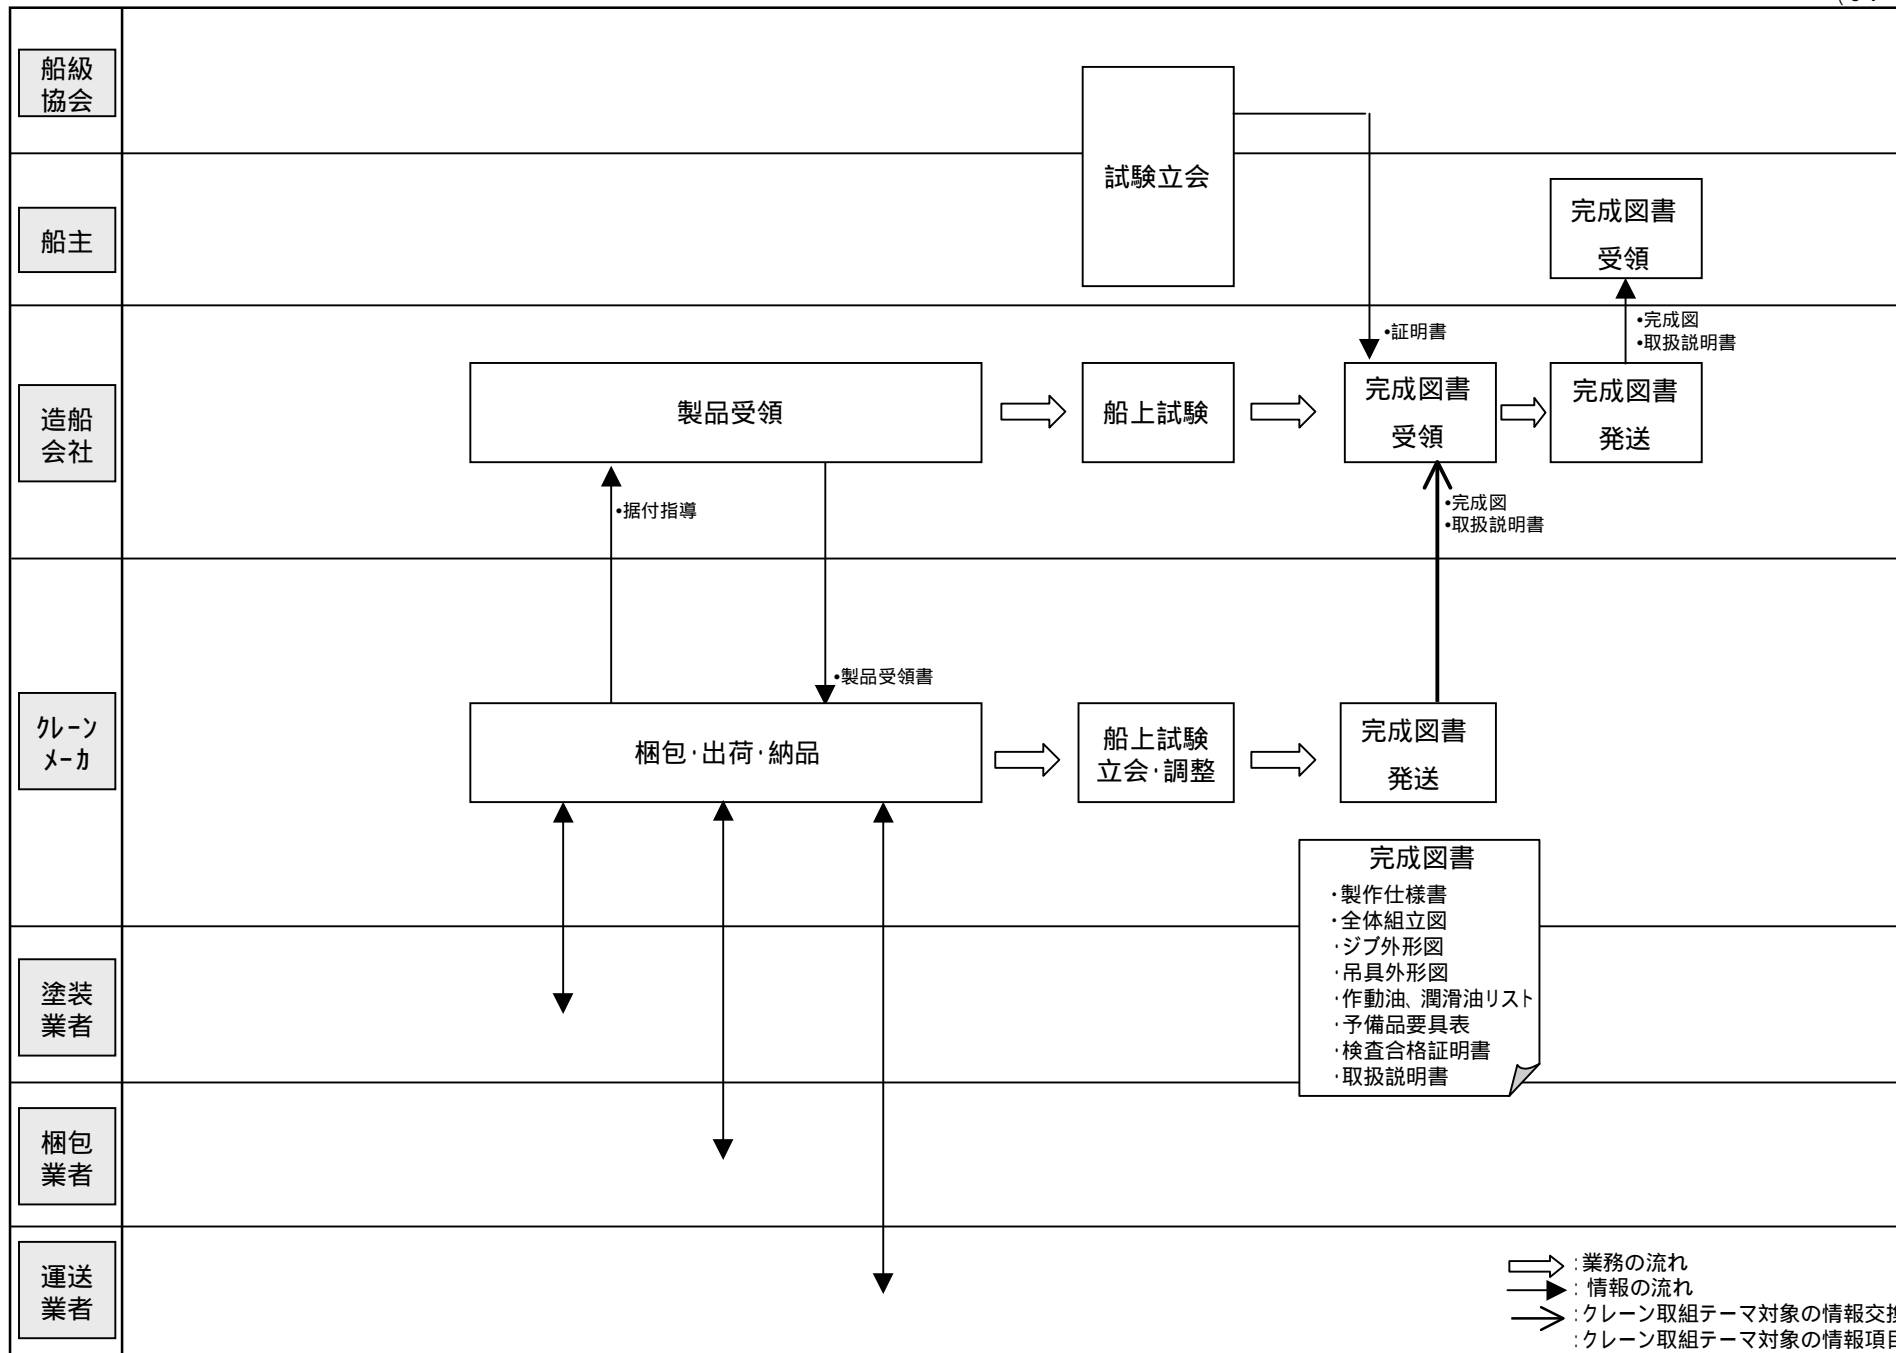 船級
協会
試験立会
船主
完成図書
受領
•完成図
•取扱説明書
•証明書
造船
会社
製品受領
船上試験
完成図書
受領
完成図書
発送
•据付指導
•完成図
•取扱説明書
•製品受領書
クレーン
メーカ
梱包・出荷・納品
船上試験
立会・調整
完成図書
発送
完成図書
・製作仕様書
・全体組立図
・ジブ外形図
・吊具外形図
・作動油、潤滑油リスト
・予備品要具表
・検査合格証明書
・取扱説明書
塗装
業者
梱包
業者
運送
業者
:業務の流れ
: 情報の流れ
:クレーン取組テーマ対象の情報交換
:クレーン取組テーマ対象の情報項目